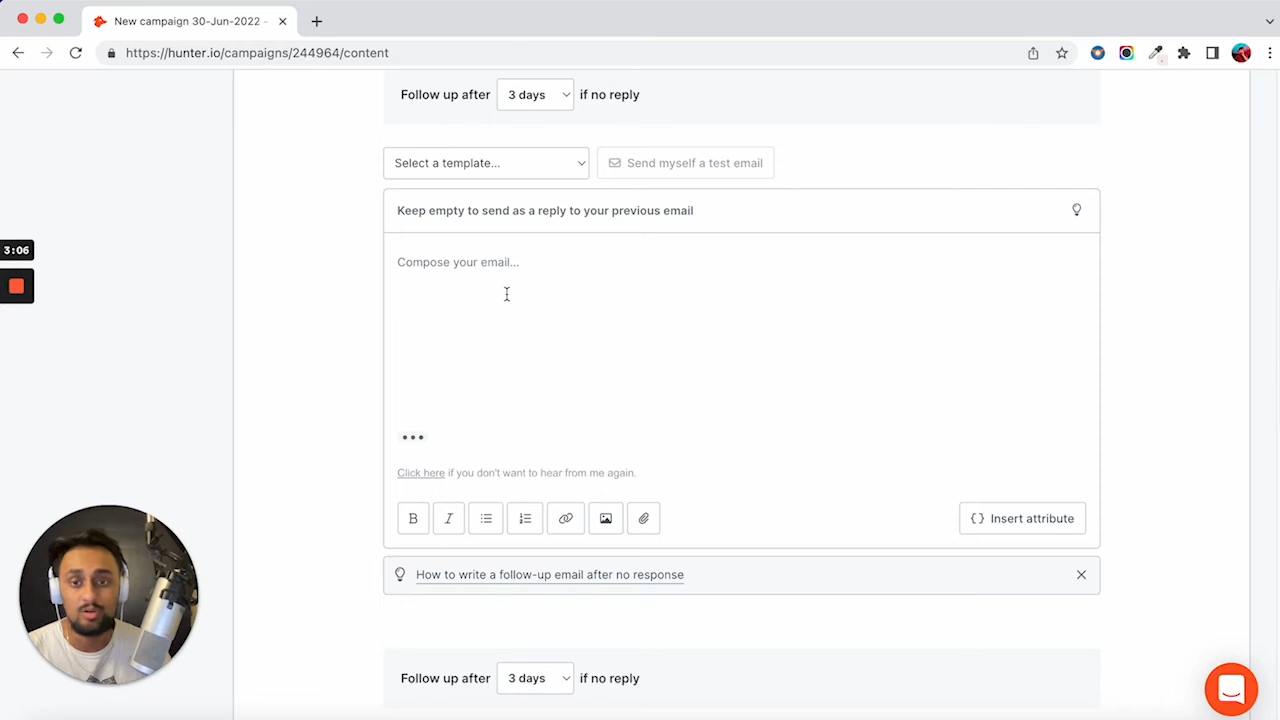 New campaign 30-Jun-2022 -
https://hunter.io/campaigns/244964/content
Follow up after 3 days if no reply
Select a template... Send myself a test email
Keep empty to send as a reply to your previous email
3:06
Compose your email...
•••
Click here if you don't want to hear from me again.
B I {} Insert attribute
How to write a follow-up email after no response
Follow up after 3 days if no reply